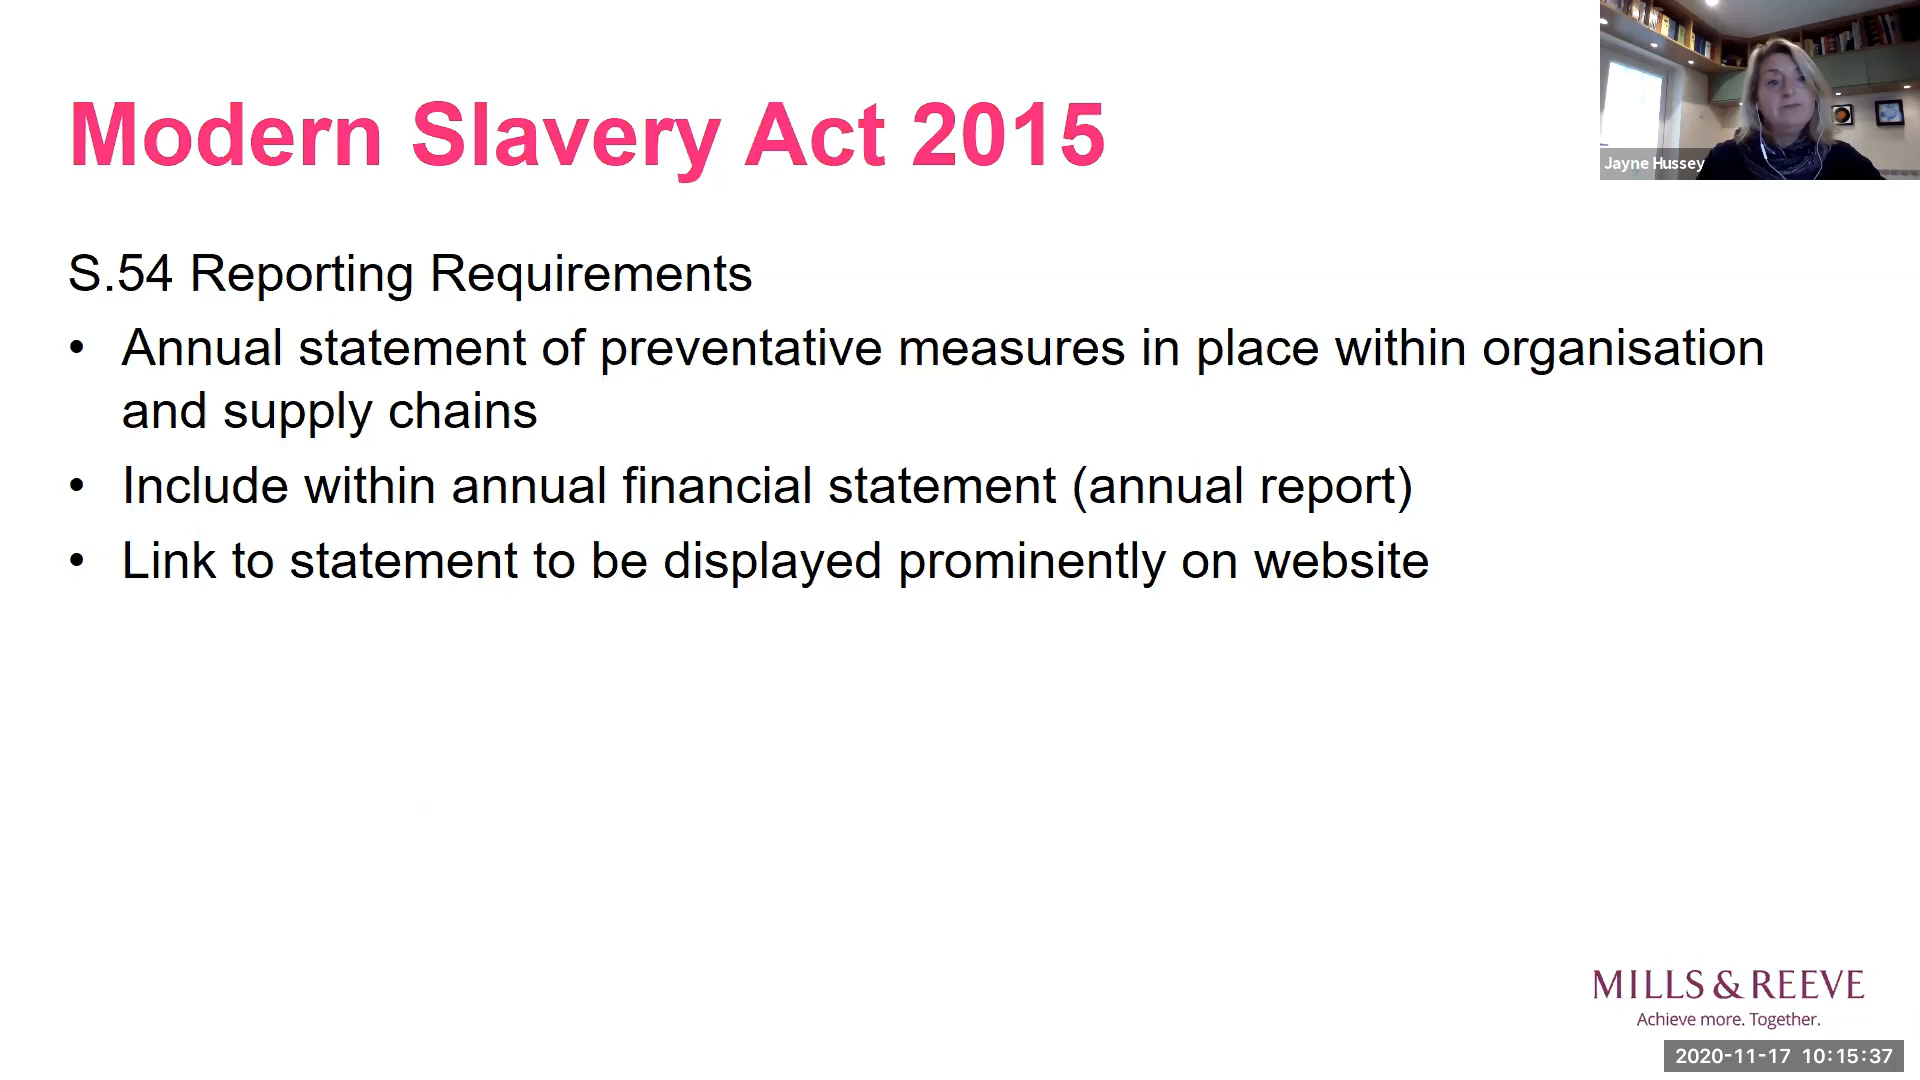 Modern Slavery Act 2015
Jayne Hussey
S.54 Reporting Requirements
• Annual statement of preventative measures in place within organisation
and supply chains
• Include within annual financial statement (annual report)
• Link to statement to be displayed prominently on website
MILLS & REEVE
Achieve more. Together.
2020-11-17 10:15:37